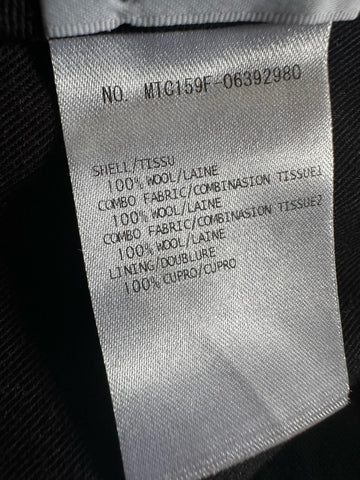 NO. MTC159F-06392980
SHELL/TISSU
100% WOOL/LAINE
COMBO FABRIC/COMBINASION TISSUE1
100% WOOL/LAINE
COMBO FABRIC/COMBINASION TISSUE2
100% WOOL/LAINE
LINING/DOUBLURE
100% CUPRO/CUPRO